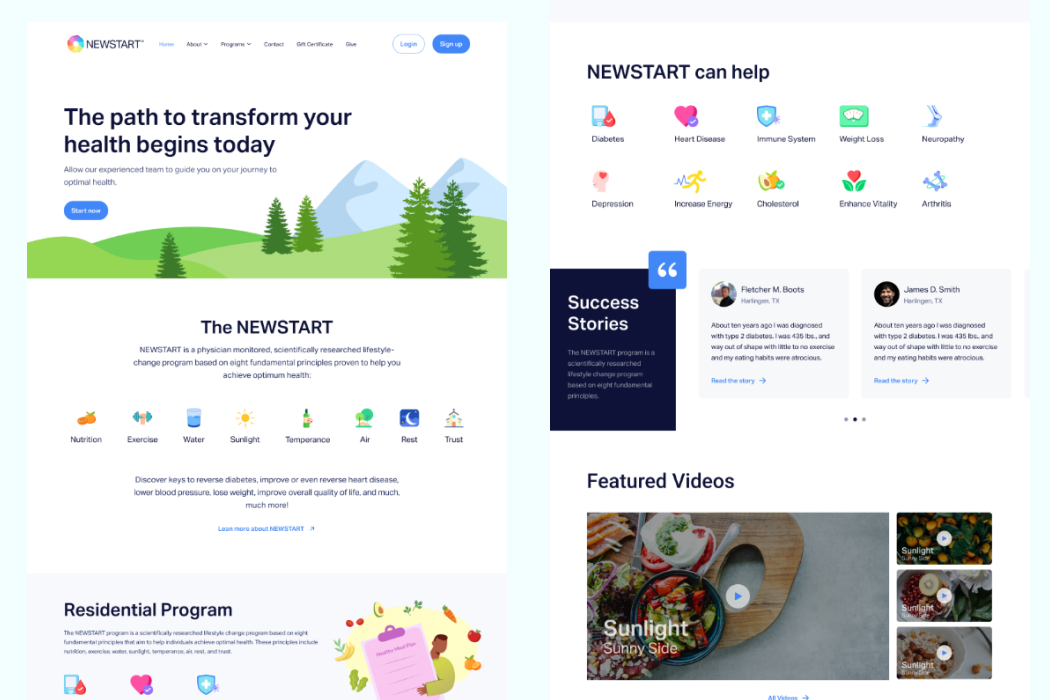 NEWSTART™
Home
About
Programs
Contact
Gift Certificate
Give
Login
Sign up
The path to transform your
health begins today
Allow our experienced team to guide you on your journey to
optimal health.
Start now
The NEWSTART
NEWSTART is a physician monitored, scientifically researched lifestyle-
change program based on eight fundamental principles proven to help you
achieve optimum health:
Nutrition
Exercise
Water
Sunlight
Temperance
Air
Rest
Trust
Discover keys to reverse diabetes, improve or even reverse heart disease,
lower blood pressure, lose weight, improve overall quality of life, and much,
much more!
Learn more about NEWSTART
Residential Program
The NEWSTART program is a scientifically researched lifestyle change program based on eight
fundamental principles that aim to help individuals achieve optimal health. These principles include
nutrition, exercise, water, sunlight, temperance, air, rest, and trust.
Healthy Meal Plan
NEWSTART can help
Diabetes
Heart Disease
Immune System
Weight Loss
Neuropathy
Depression
Increase Energy
Cholesterol
Enhance Vitality
Arthritis
Success
Stories
The NEWSTART program is a
scientifically researched
lifestyle change program
based on eight fundamental
principles.
Fletcher M. Boots
Harlingen, TX
About ten years ago I was diagnosed
with type 2 diabetes. I was 435 lbs., and
way out of shape with little to no exercise
and my eating habits were atrocious.
Read the story
James D. Smith
Harlingen, TX
About ten years ago I was diagnosed
with type 2 diabetes. I was 435 lbs., and
way out of shape with little to no exercise
and my eating habits were atrocious.
Read the story
Featured Videos
Sunlight
Sunny Side
Sunlight
Sunny Side
Sunlight
Sunny Side
Sunlight
Sunny Side
All Videos